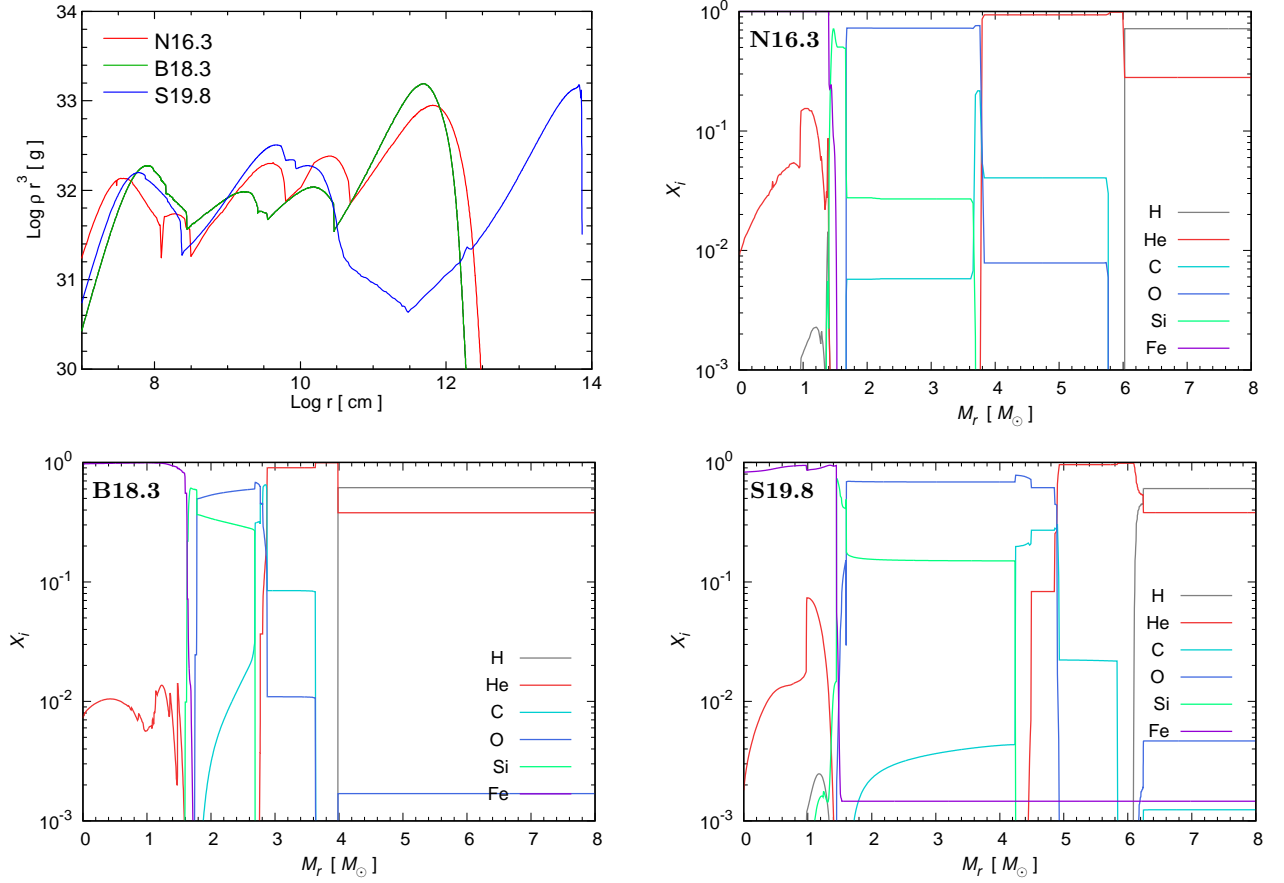 Log ρ r³ [ g ]
34
33
32
31
30
N16.3
B18.3
S19.8
8
10
12
14
Log r [ cm ]
Xᵢ
10⁰
10⁻¹
10⁻²
10⁻³
N16.3
H
He
C
O
Si
Fe
0 1 2 3 4 5 6 7 8
Mᵣ [ M☉ ]
Xᵢ
10⁰
10⁻¹
10⁻²
10⁻³
B18.3
H
He
C
O
Si
Fe
0 1 2 3 4 5 6 7 8
Mᵣ [ M☉ ]
Xᵢ
10⁰
10⁻¹
10⁻²
10⁻³
S19.8
H
He
C
O
Si
Fe
0 1 2 3 4 5 6 7 8
Mᵣ [ M☉ ]